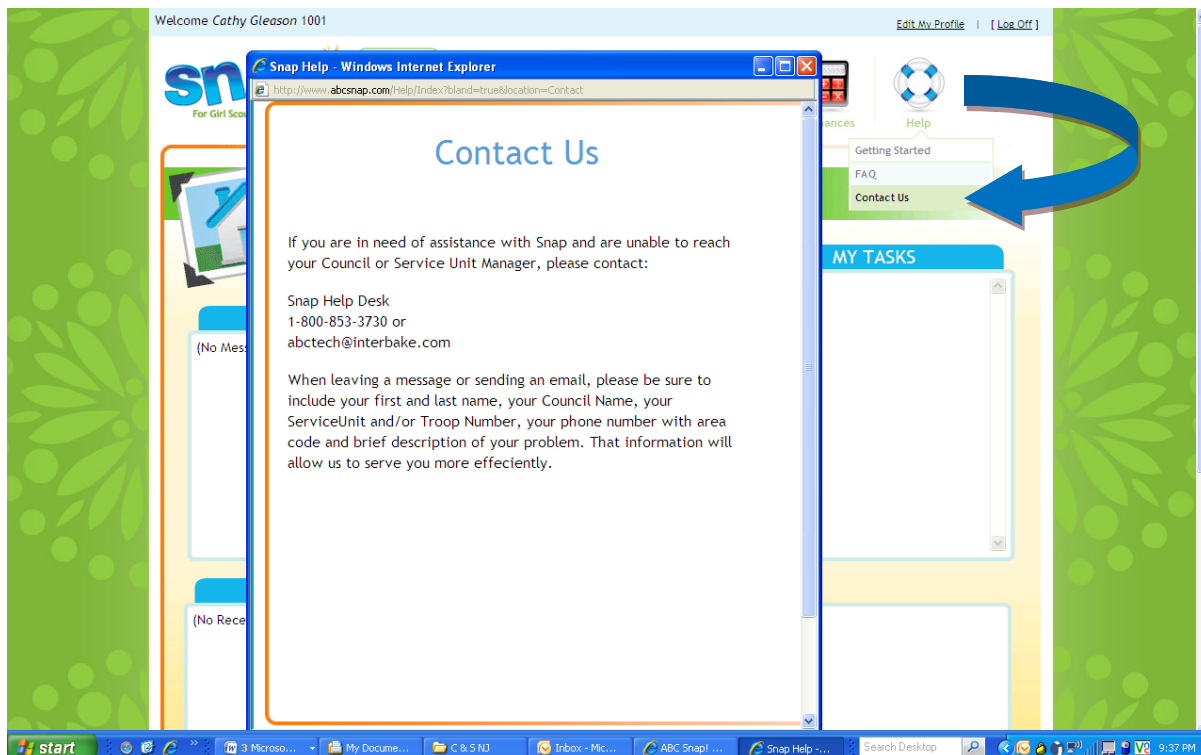 Welcome Cathy Gleason 1001
Edit My Profile | [ Log Off ]
sn
For Girl Scou
Snap Help - Windows Internet Explorer
http://www.abcsnap.com/Help/Index?bland=true&location=Contact
ances
Help
Getting Started
FAQ
Contact Us
Contact Us
If you are in need of assistance with Snap and are unable to reach
your Council or Service Unit Manager, please contact:
Snap Help Desk
1-800-853-3730 or
abctech@interbake.com
When leaving a message or sending an email, please be sure to
include your first and last name, your Council Name, your
ServiceUnit and/or Troop Number, your phone number with area
code and brief description of your problem. That information will
allow us to serve you more effeciently.
MY TASKS
(No Mess
(No Rece
start
3 Microso...
My Docume...
C & S NJ
Inbox - Mic...
ABC Snap! ...
Snap Help -...
Search Desktop
9:37 PM